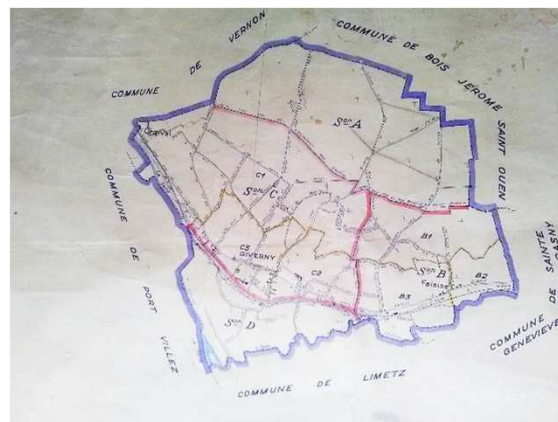 COMMUNE DE VERNON
COMMUNE DE BOIS JEROME SAINT OUEN
COMMUNE DE SAINTE GENEVIEVE GASNY
COMMUNE DE LIMETZ
COMMUNE DE PORT VILLEZ
Son A
C1
Son C
C3
GIVERNY
C2
B1
Son B
Falaise
B2
B3
Son D